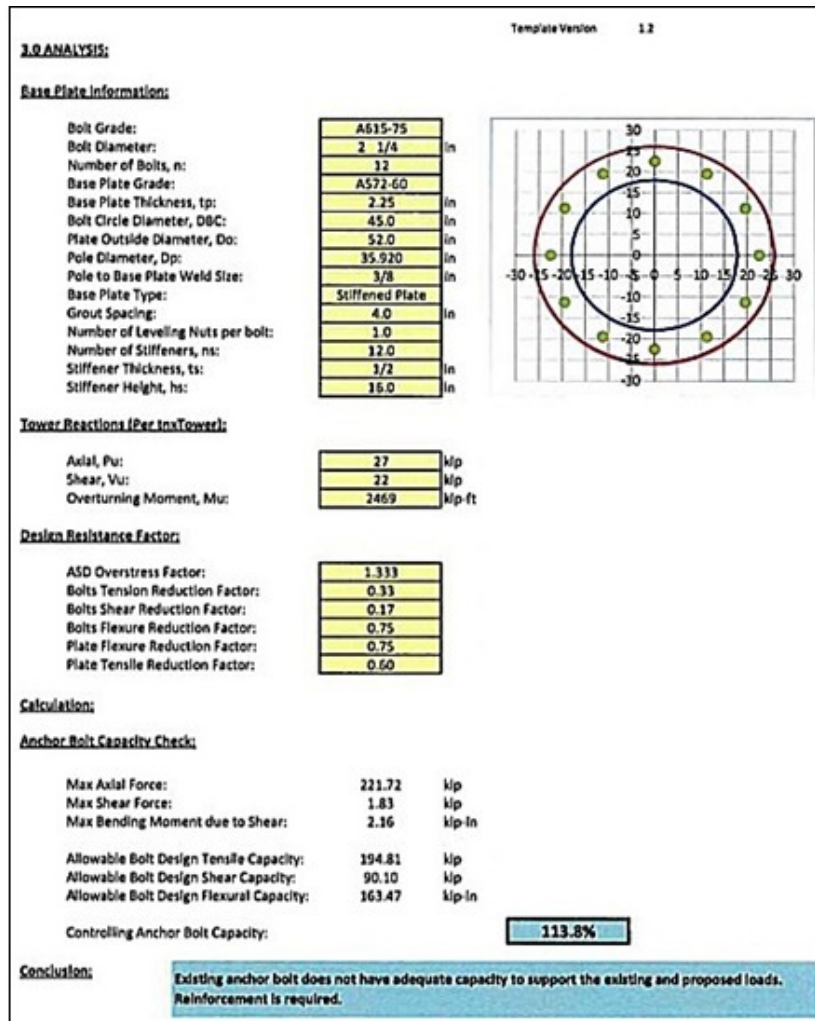 Template Version 1.2
3.0 ANALYSIS:
Base Plate Information:
Bolt Grade: A615-75
Bolt Diameter: 2 1/4 in
Number of Bolts, n: 12
Base Plate Grade: A572-60
Base Plate Thickness, tp: 2.25 in
Bolt Circle Diameter, DBC: 45.0 in
Plate Outside Diameter, Do: 52.0 in
Pole Diameter, Dp: 35.920 in
Pole to Base Plate Weld Size: 3/8 in
Base Plate Type: Stiffened Plate
Grout Spacing: 4.0 in
Number of Leveling Nuts per bolt: 1.0
Number of Stiffeners, ns: 12.0
Stiffener Thickness, ts: 1/2 in
Stiffener Height, hs: 16.0 in
30
25
20
15
10
5
0
-30 -25 -20 -15 -10 -5 0 5 10 15 20 25 30
-5
-10
-15
-20
-25
-30
Tower Reactions (Per tnxTower):
Axial, Pu: 27 kip
Shear, Vu: 22 kip
Overturning Moment, Mu: 2469 kip-ft
Design Resistance Factor:
ASD Overstress Factor: 1.333
Bolts Tension Reduction Factor: 0.33
Bolts Shear Reduction Factor: 0.17
Bolts Flexure Reduction Factor: 0.75
Plate Flexure Reduction Factor: 0.75
Plate Tensile Reduction Factor: 0.60
Calculation:
Anchor Bolt Capacity Check:
Max Axial Force: 221.72 kip
Max Shear Force: 1.83 kip
Max Bending Moment due to Shear: 2.16 kip-in
Allowable Bolt Design Tensile Capacity: 194.81 kip
Allowable Bolt Design Shear Capacity: 90.10 kip
Allowable Bolt Design Flexural Capacity: 163.47 kip-in
Controlling Anchor Bolt Capacity: 113.8%
Conclusion: Existing anchor bolt does not have adequate capacity to support the existing and proposed loads.
Reinforcement is required.